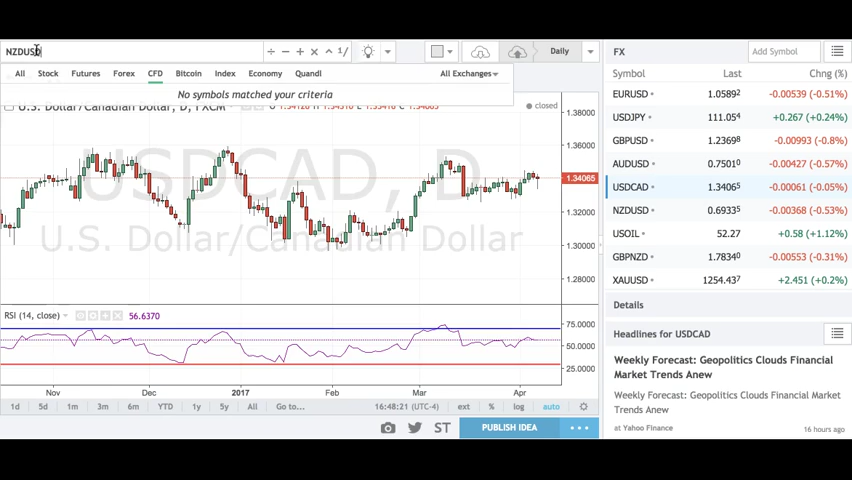 NZDUSD
1/
Daily
All Stock Futures Forex CFD Bitcoin Index Economy Quandl All Exchanges
No symbols matched your criteria
U.S. Dollar/Canadian Dollar, D, FXCM
closed
USDCAD, D
U.S. Dollar/Canadian Dollar
1.38000
1.36000
1.34065
1.32000
1.30000
1.28000
RSI (14, close) 56.6370
75.0000
50.0000
25.0000
Nov Dec 2017 Feb Mar Apr
1d 5d 1m 3m 6m YTD 1y 5y All Go to... 16:48:21 (UTC-4) ext % log auto
ST PUBLISH IDEA
FX Add Symbol
Symbol Last Chng (%)
EURUSD 1.05892 -0.00539 (-0.51%)
USDJPY 111.054 +0.267 (+0.24%)
GBPUSD 1.23698 -0.00993 (-0.8%)
AUDUSD 0.75010 -0.00427 (-0.57%)
USDCAD 1.34065 -0.00061 (-0.05%)
NZDUSD 0.69335 -0.00368 (-0.53%)
USOIL 52.27 +0.58 (+1.12%)
GBPNZD 1.78340 -0.00553 (-0.31%)
XAUUSD 1254.437 +2.451 (+0.2%)
Details
Headlines for USDCAD
Weekly Forecast: Geopolitics Clouds Financial
Market Trends Anew
Weekly Forecast: Geopolitics Clouds Financial
Market Trends Anew
at Yahoo Finance 16 hours ago